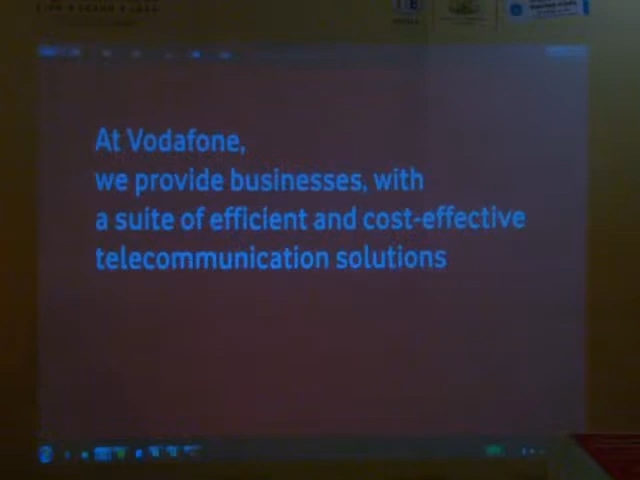 At Vodafone,
we provide businesses, with
a suite of efficient and cost-effective
telecommunication solutions